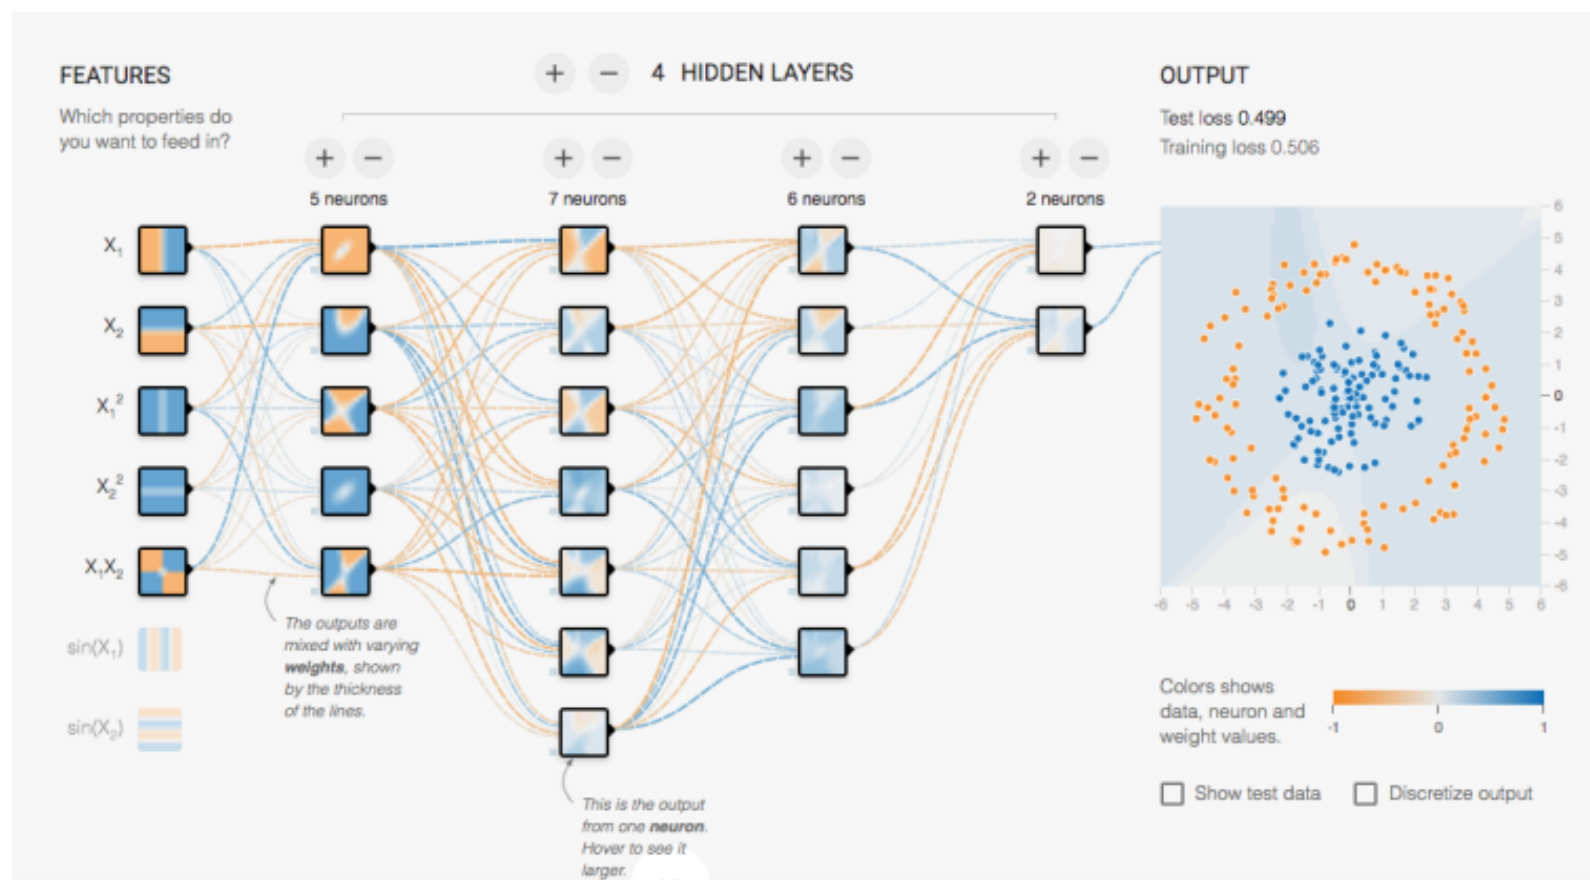 FEATURES
Which properties do
you want to feed in?
+ − 4 HIDDEN LAYERS
+ −
5 neurons
+ −
7 neurons
+ −
6 neurons
+ −
2 neurons
X₁
X₂
X₁²
X₂²
X₁X₂
sin(X₁)
sin(X₂)
The outputs are
mixed with varying
weights, shown
by the thickness
of the lines.
This is the output
from one neuron.
Hover to see it
larger.
OUTPUT
Test loss 0.499
Training loss 0.506
6
5
4
3
2
1
0
-1
-2
-3
-4
-5
-6
-6 -5 -4 -3 -2 -1 0 1 2 3 4 5 6
Colors shows
data, neuron and
weight values.
-1 0 1
Show test data
Discretize output